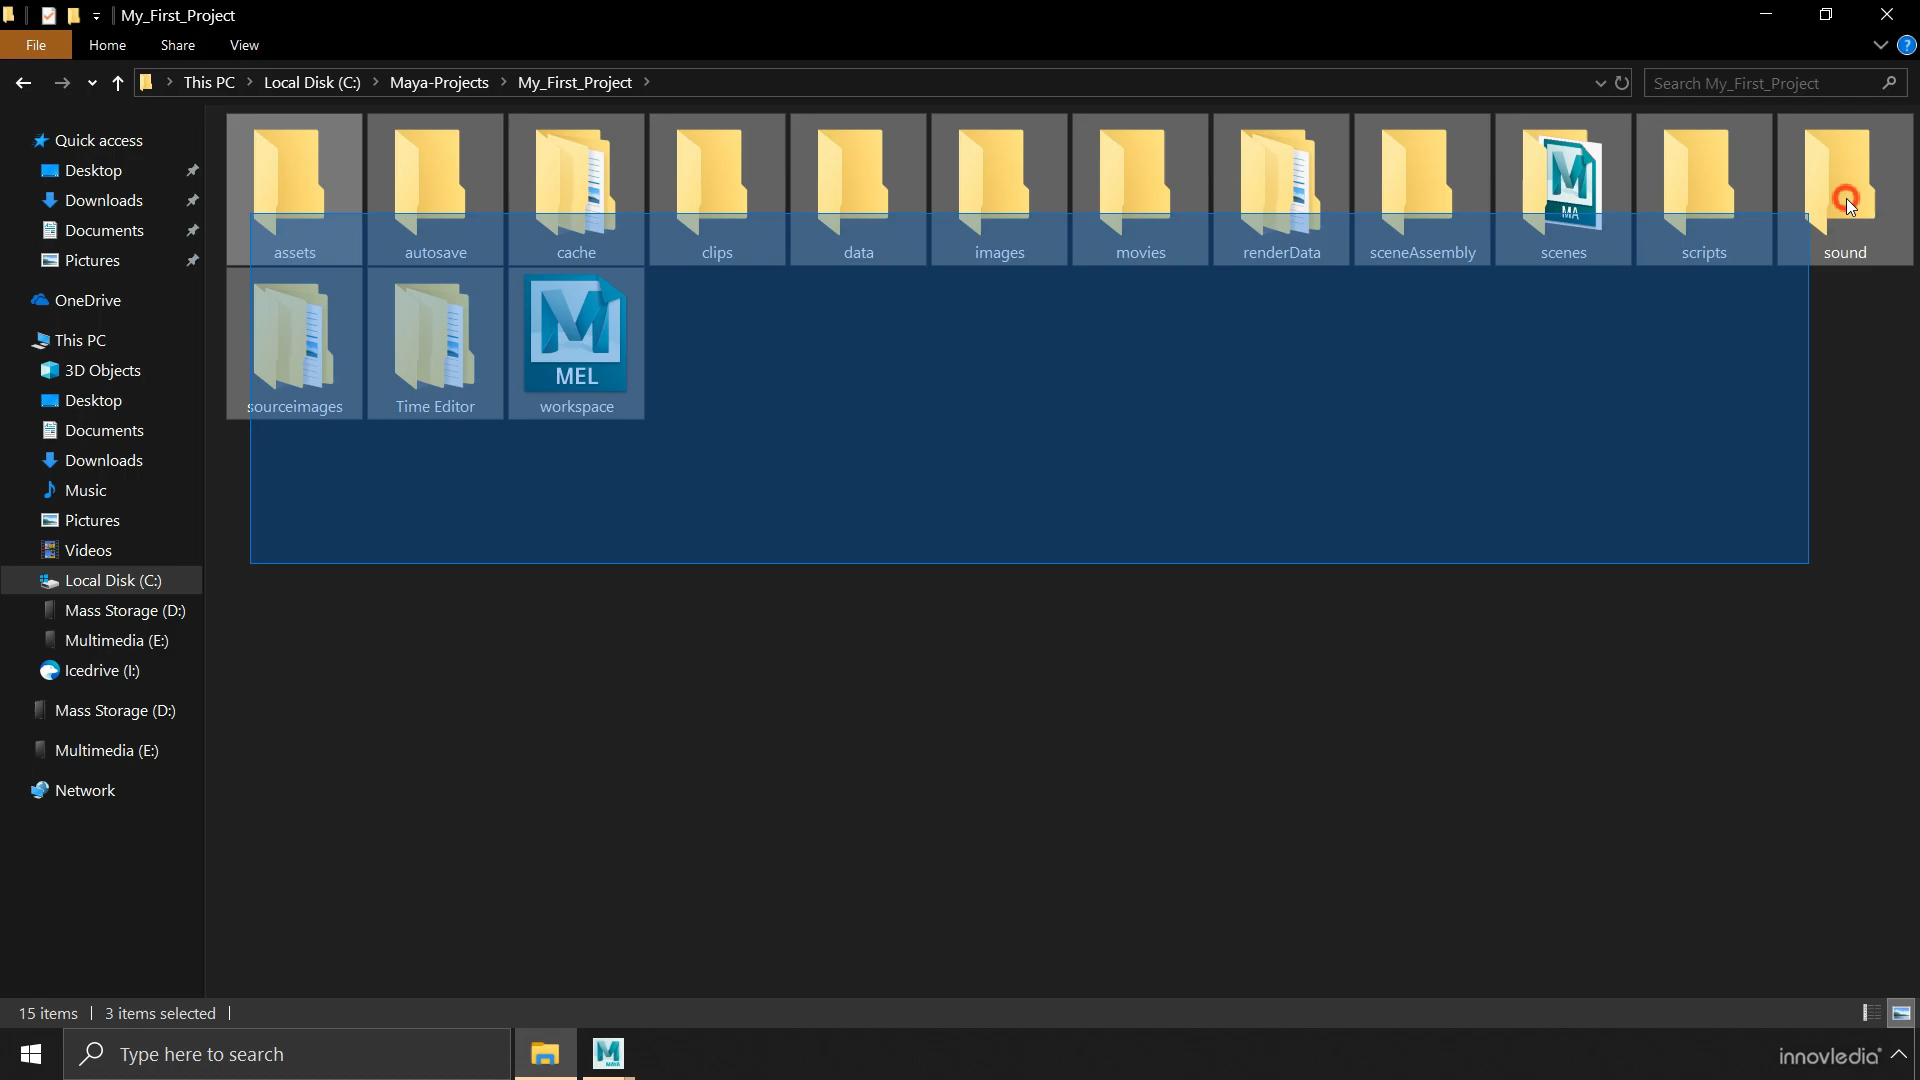 My_First_Project
File Home Share View
This PC Local Disk (C:) Maya-Projects My_First_Project
Search My_First_Project
Quick access
Desktop
Downloads
Documents
Pictures
OneDrive
This PC
3D Objects
Desktop
Documents
Downloads
Music
Pictures
Videos
Local Disk (C:)
Mass Storage (D:)
Multimedia (E:)
Icedrive (I:)
Mass Storage (D:)
Multimedia (E:)
Network
MA
assets autosave cache clips data images movies renderData sceneAssembly scenes scripts sound
MEL
sourceimages Time Editor workspace
15 items 3 items selected
Type here to search
MAYA
innovledia